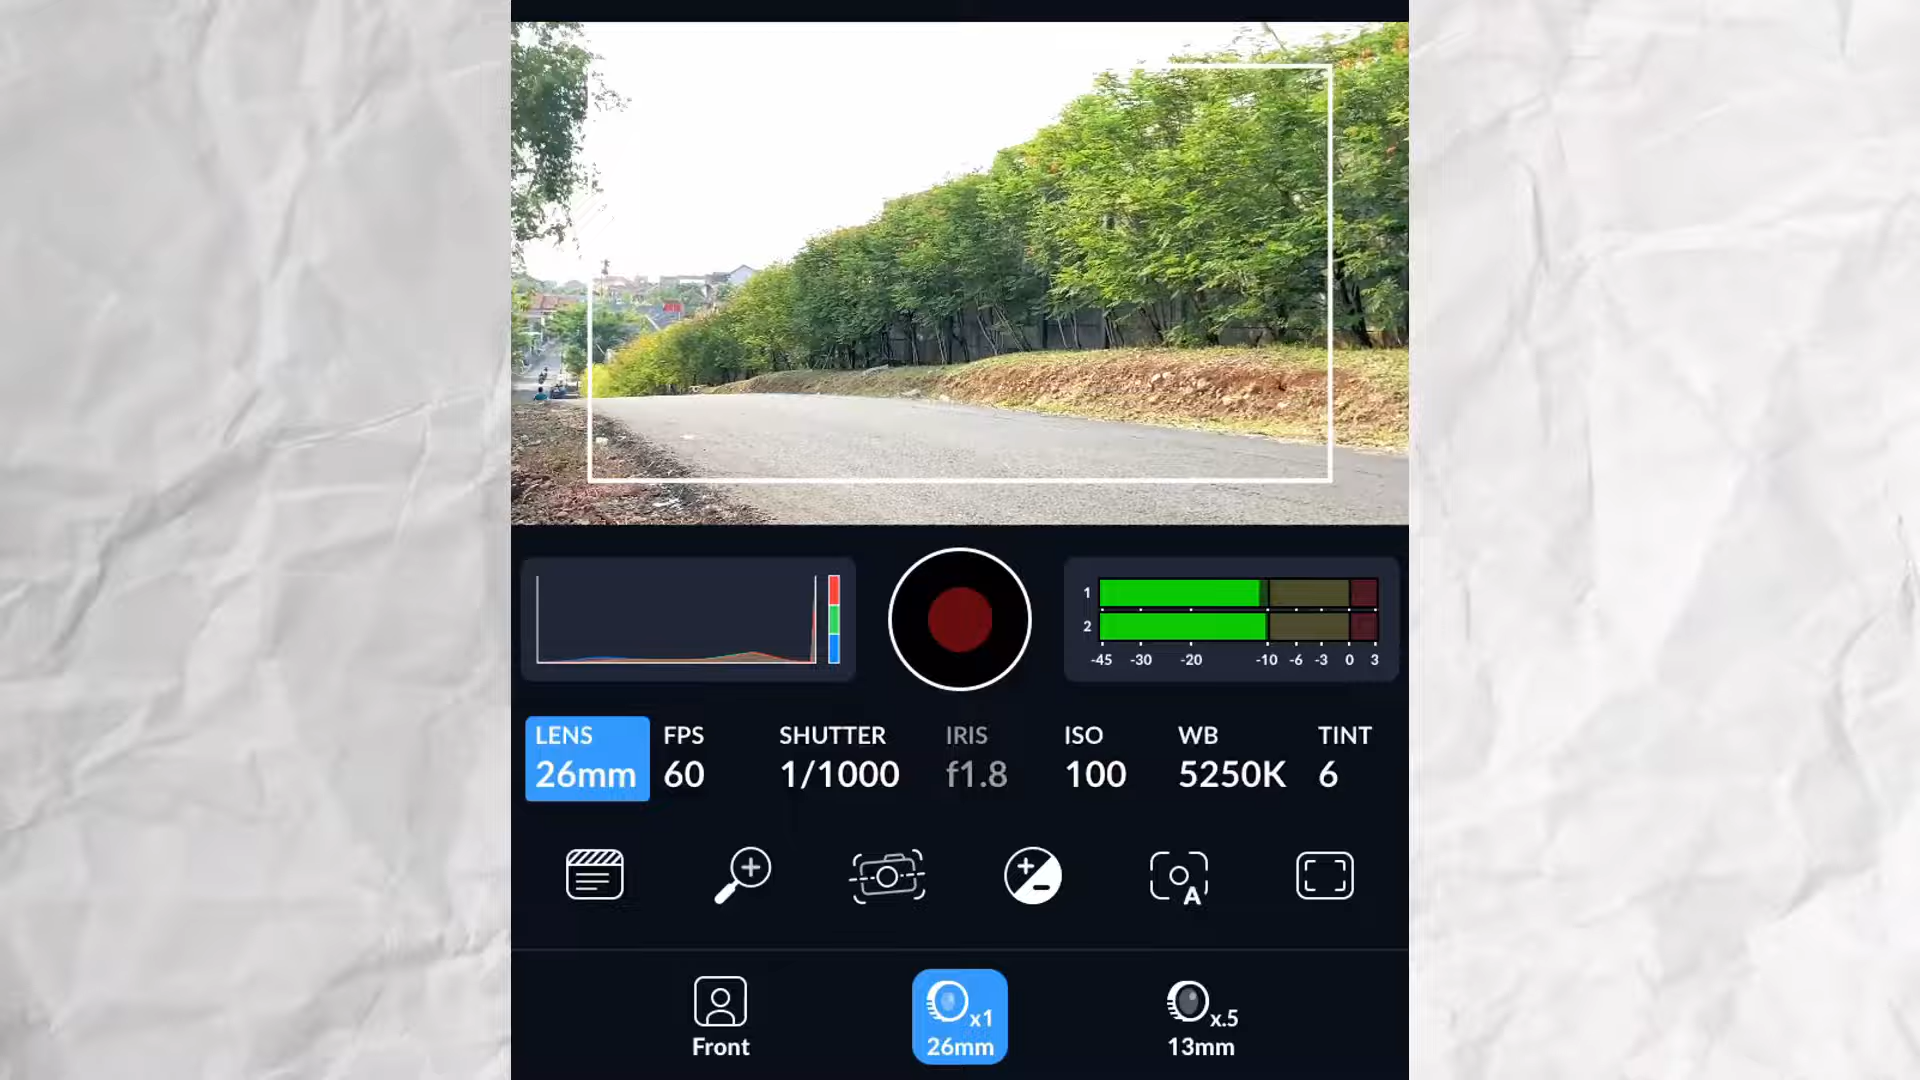 1
2
-45 -30 -20 -10 -6 -3 0 3
LENS FPS SHUTTER IRIS ISO WB TINT
26mm 60 1/1000 f1.8 100 5250K 6
A
x1 x.5
Front 26mm 13mm